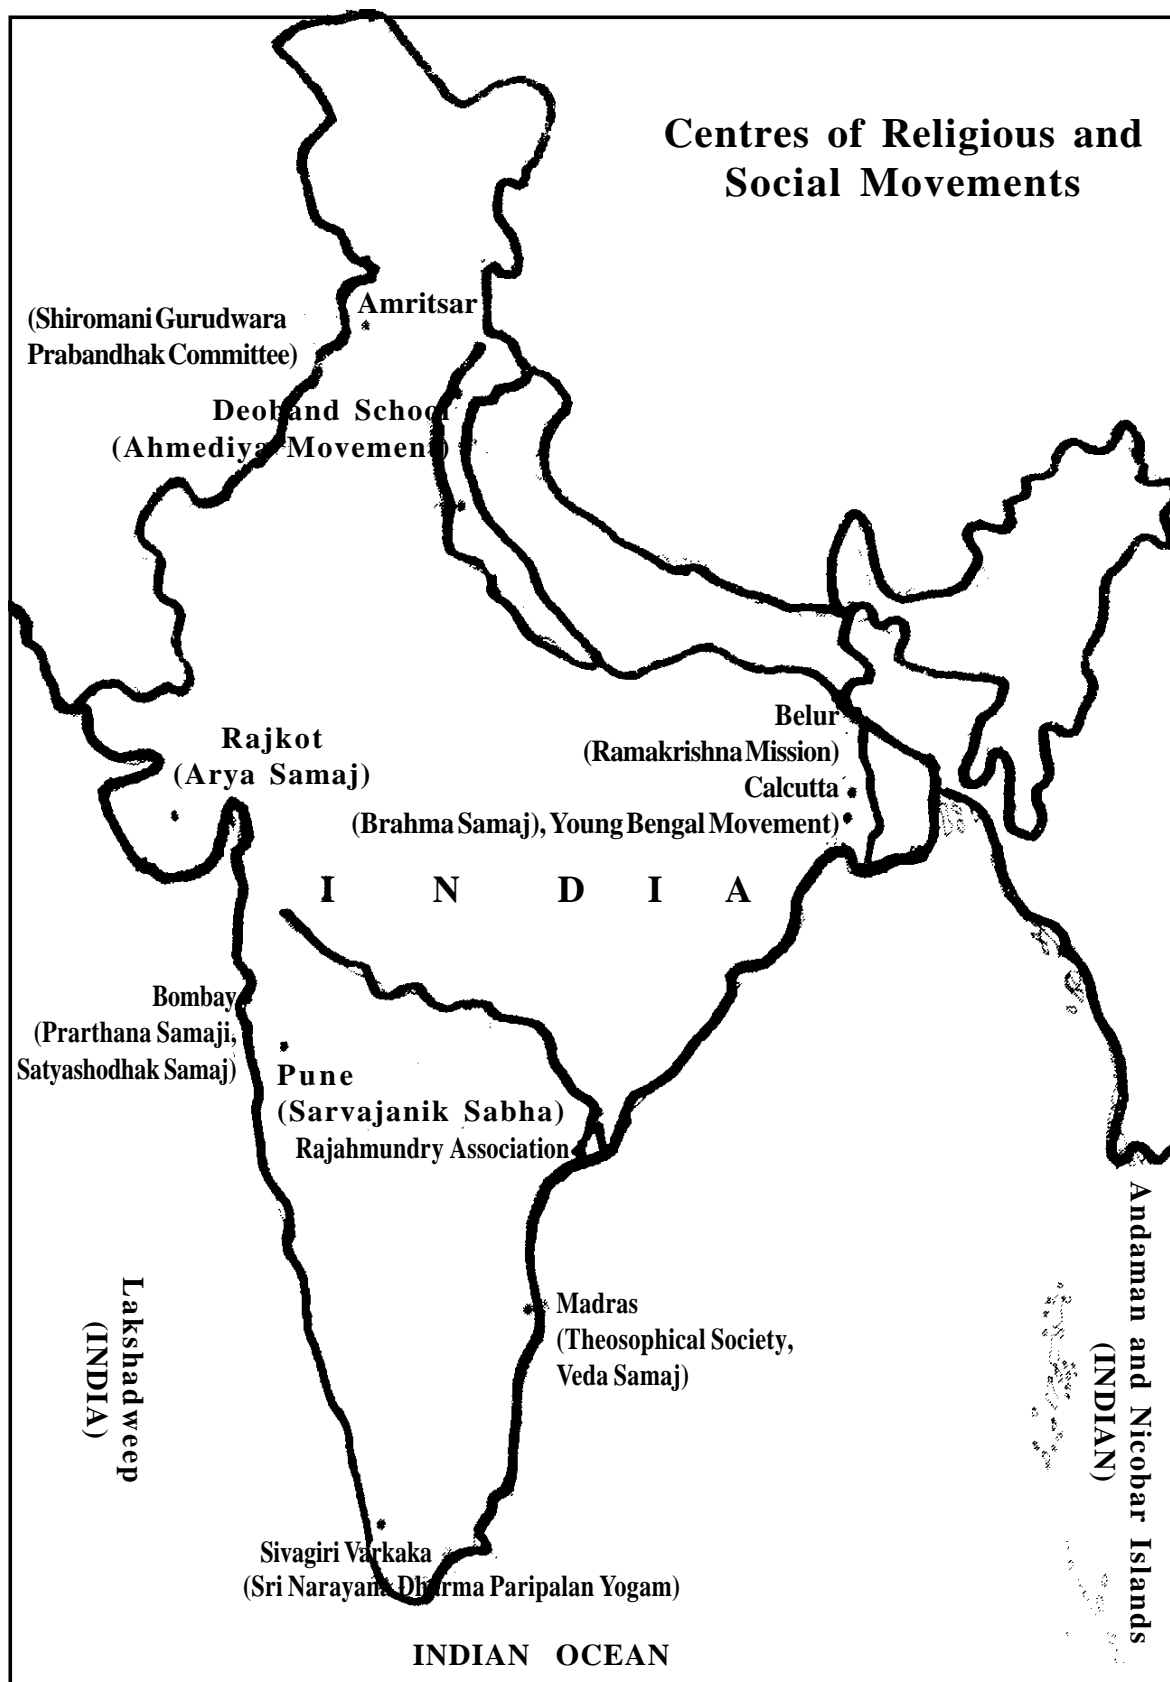 Centres of Religious and
Social Movements
Amritsar
(Shiromani Gurudwara
Prabandhak Committee)
Deoband School
(Ahmediya Movement)
Belur
(Ramakrishna Mission)
Calcutta
(Brahma Samaj), Young Bengal Movement)
Rajkot
(Arya Samaj)
I N D I A
Bombay
(Prarthana Samaji,
Satyashodhak Samaj)
Pune
(Sarvajanik Sabha)
Rajahmundry Association
Madras
(Theosophical Society,
Veda Samaj)
Lakshadweep
(INDIA)
Andaman and Nicobar Islands
(INDIAN)
Sivagiri Varkaka
(Sri Narayana Dharma Paripalan Yogam)
INDIAN OCEAN